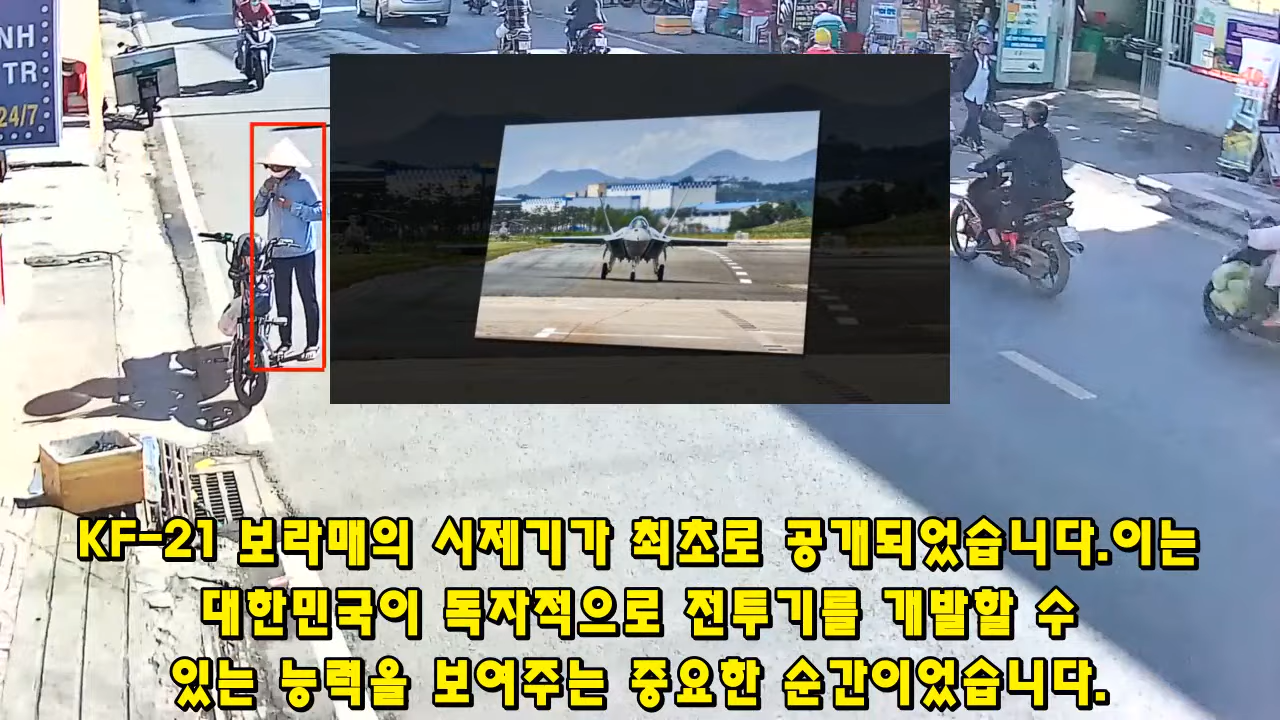 NH
TR
24/7
KF-21 보라매의 시제기가 최초로 공개되었습니다.이는
대한민국이 독자적으로 전투기를 개발할 수
있는 능력을 보여주는 중요한 순간이었습니다.